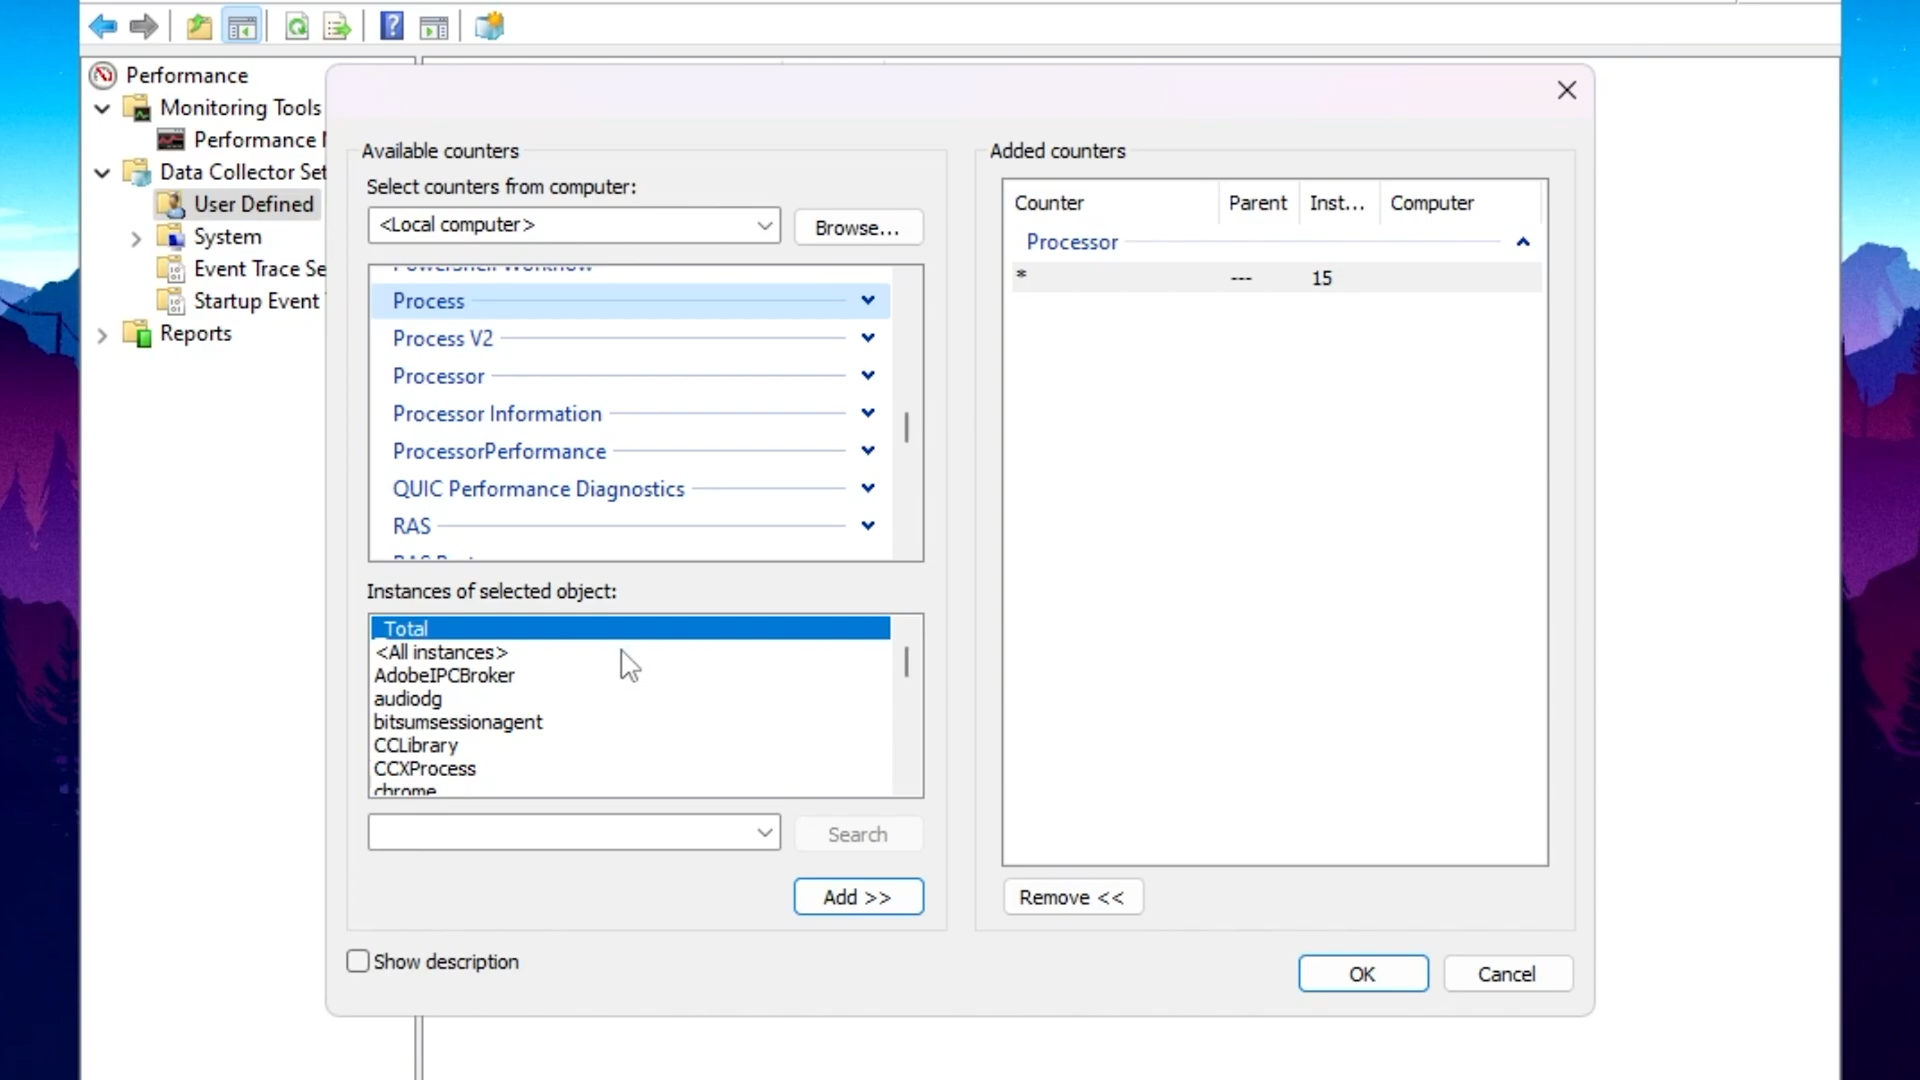 Performance
Monitoring Tools
Performance
Data Collector Set
User Defined
System
Event Trace Se
Startup Event
Reports
Available counters
Select counters from computer:
<Local computer>
Browse...
Process
Process V2
Processor
Processor Information
ProcessorPerformance
QUIC Performance Diagnostics
RAS
Instances of selected object:
_Total
<All instances>
AdobeIPCBroker
audiodg
bitsumsessionagent
CCLibrary
CCXProcess
chrome
Search
Add >>
Show description
Added counters
Counter Parent Inst... Computer
Processor
* --- 15
Remove <<
OK
Cancel